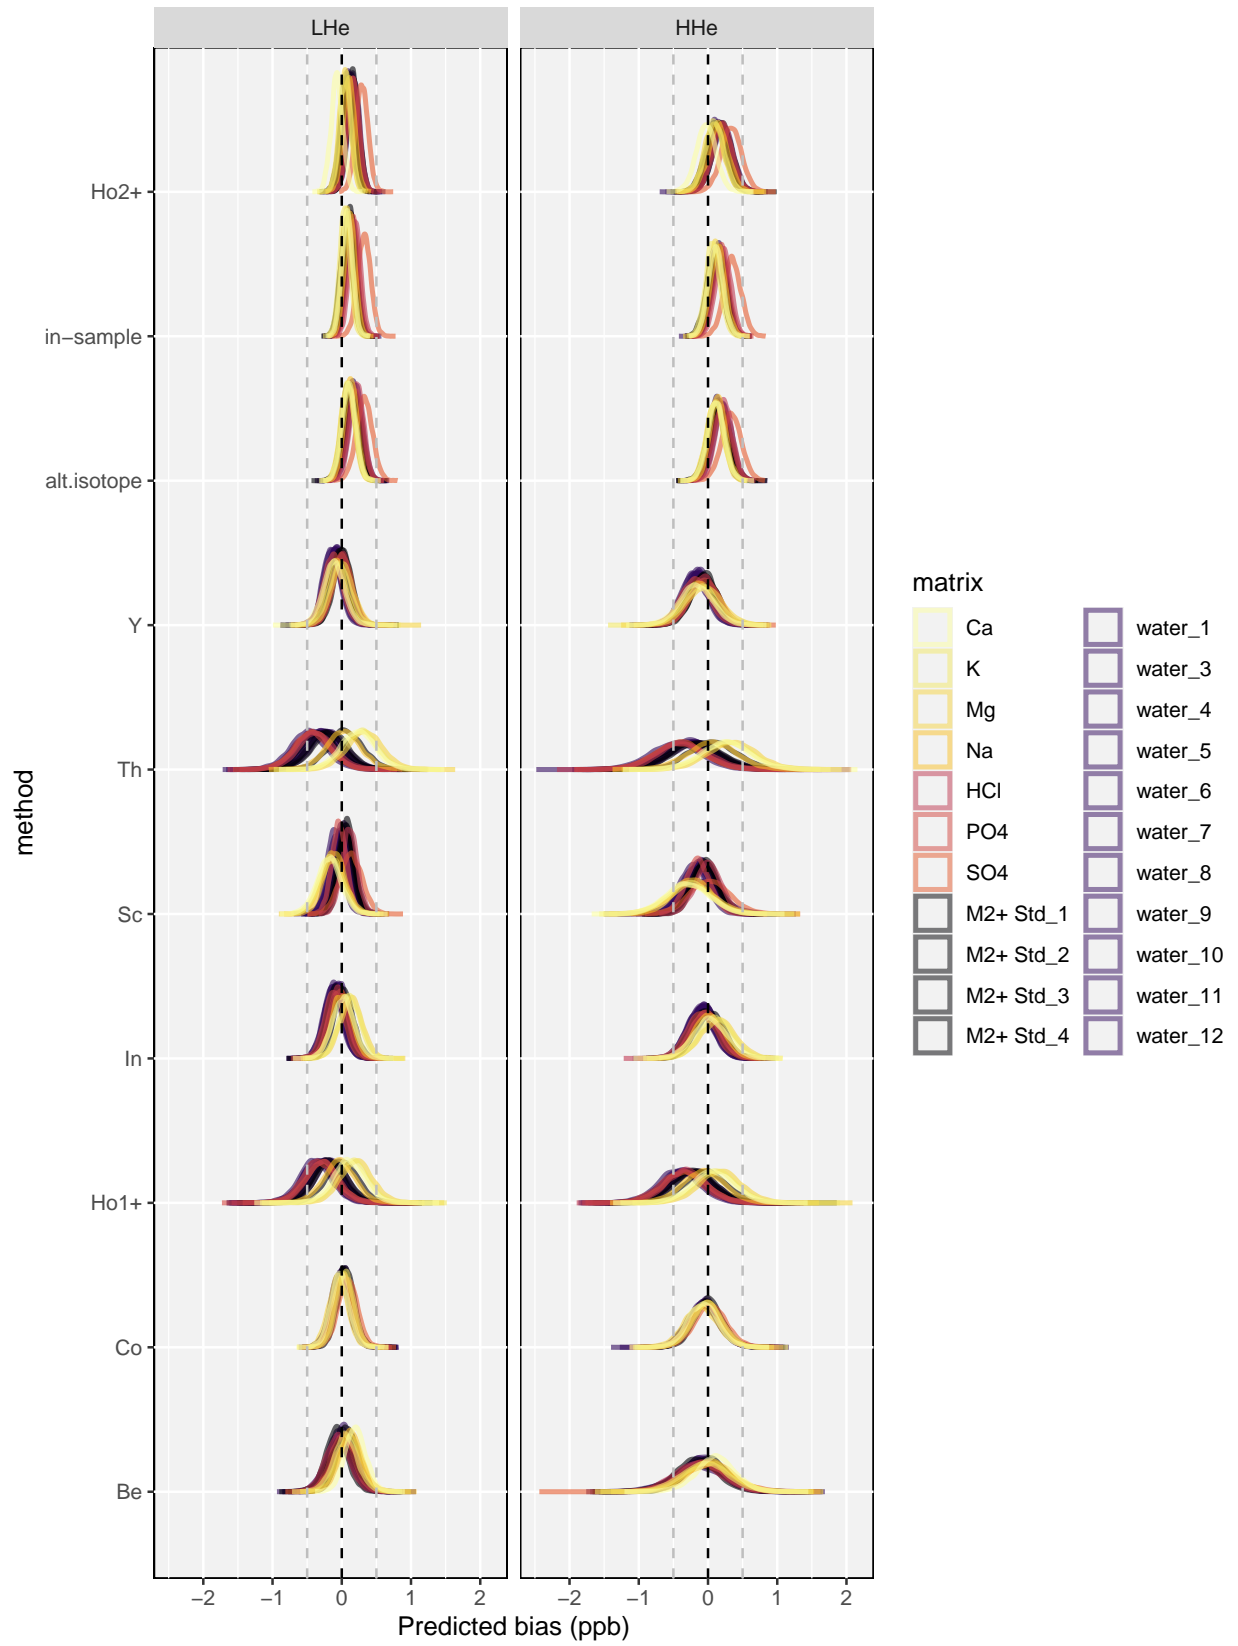 LHe
HHe
Ho2+
in−sample
alt.isotope
Y
Th
Sc
In
Ho1+
Co
Be
method
−2
−1
0
1
2
−2
−1
0
1
2
Predicted bias (ppb)
matrix
Ca
K
Mg
Na
HCl
PO4
SO4
M2+ Std_1
M2+ Std_2
M2+ Std_3
M2+ Std_4
water_1
water_3
water_4
water_5
water_6
water_7
water_8
water_9
water_10
water_11
water_12